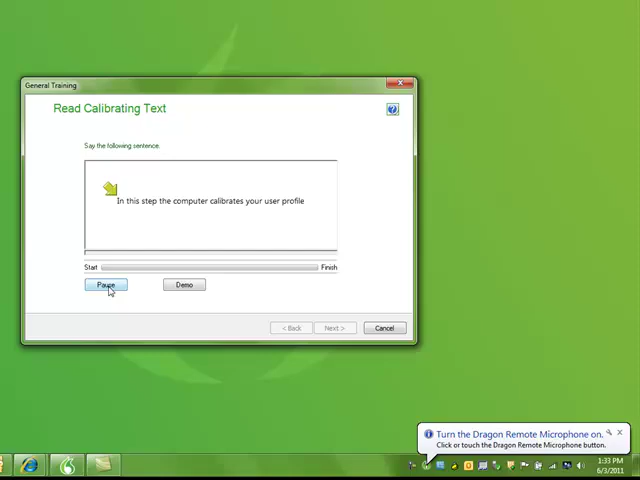 General Training
Read Calibrating Text
Say the following sentence.
In this step the computer calibrates your user profile
Start
Finish
Pause
Demo
< Back
Next >
Cancel
Turn the Dragon Remote Microphone on.
Click or touch the Dragon Remote Microphone button.
1:33 PM
6/3/2011